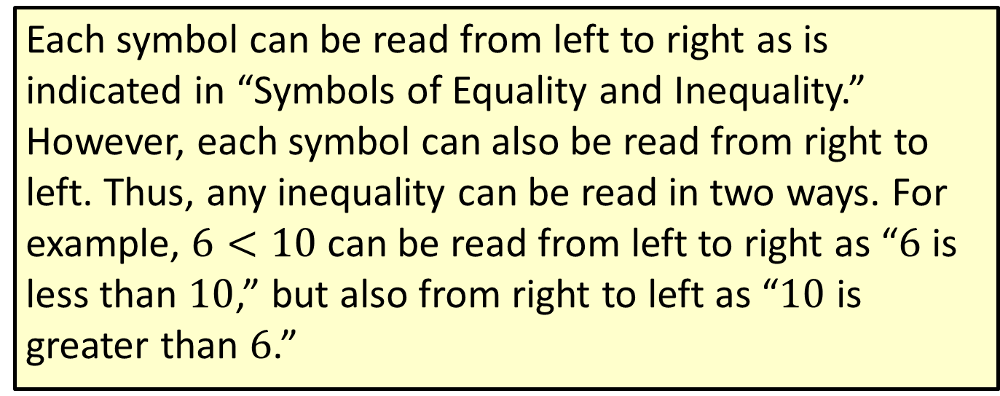 Each symbol can be read from left to right as is
indicated in “Symbols of Equality and Inequality.”
However, each symbol can also be read from right to
left. Thus, any inequality can be read in two ways. For
example, 6 < 10 can be read from left to right as “6 is
less than 10,” but also from right to left as “10 is
greater than 6.”